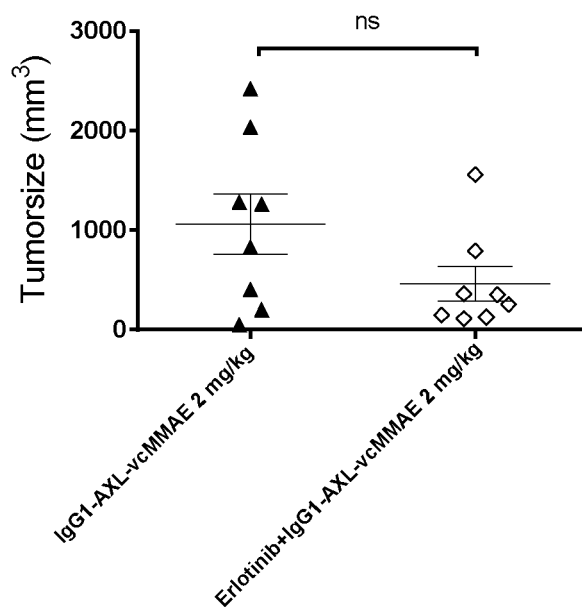 ns
Tumorsize (mm³)
3000
2000
1000
0
IgG1-AXL-vcMMAE 2 mg/kg
Erlotinib+IgG1-AXL-vcMMAE 2 mg/kg